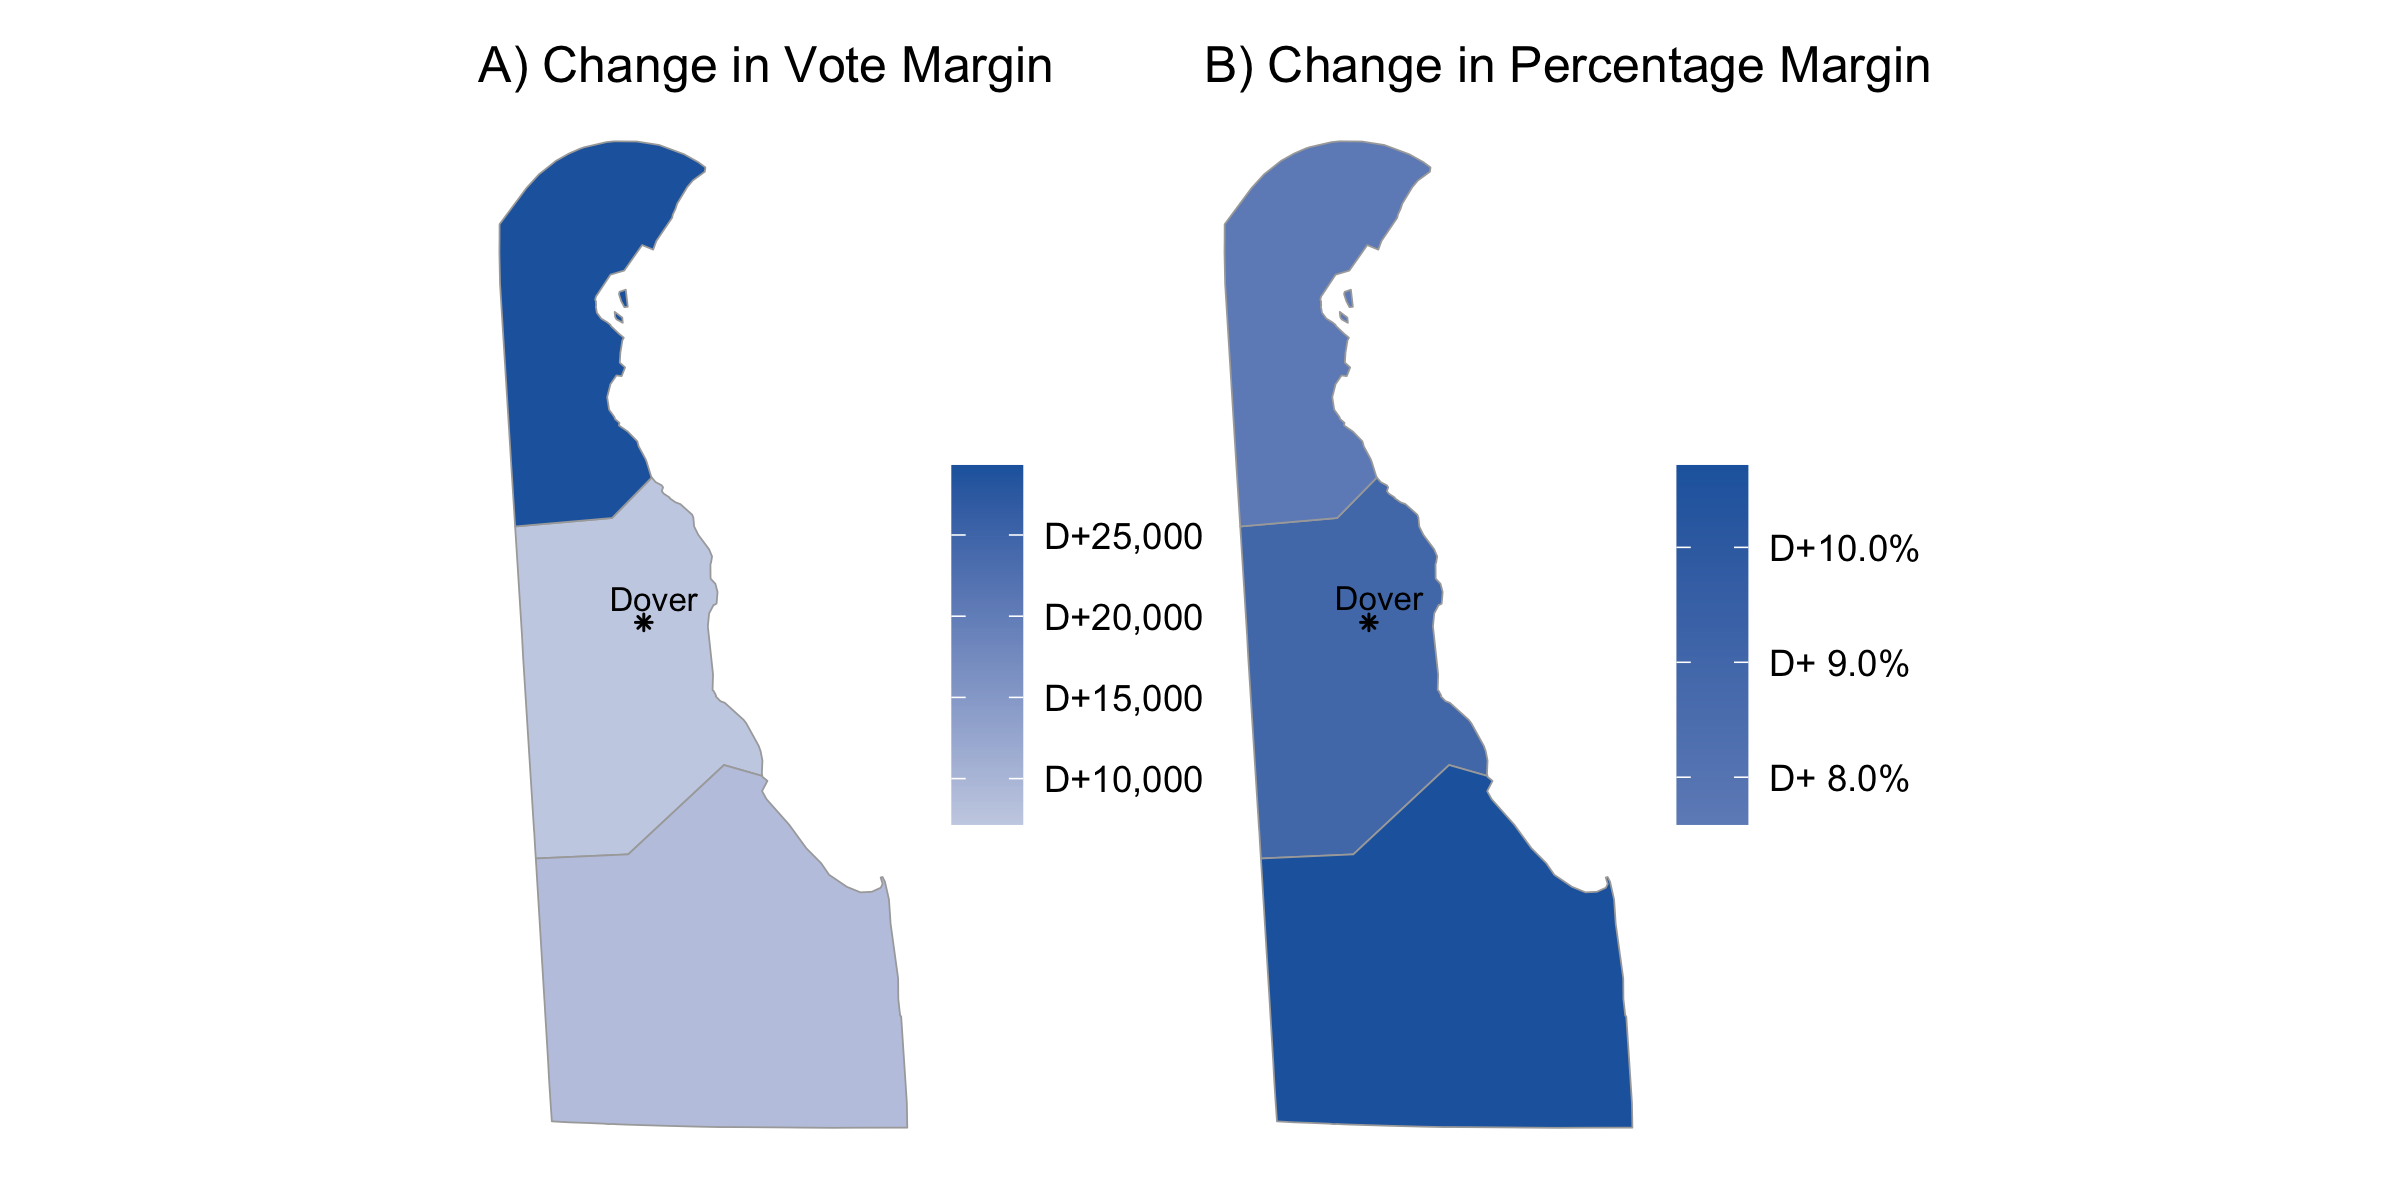 A) Change in Vote Margin
Dover
D+25,000
D+20,000
D+15,000
D+10,000
B) Change in Percentage Margin
Dover
D+10.0%
D+ 9.0%
D+ 8.0%